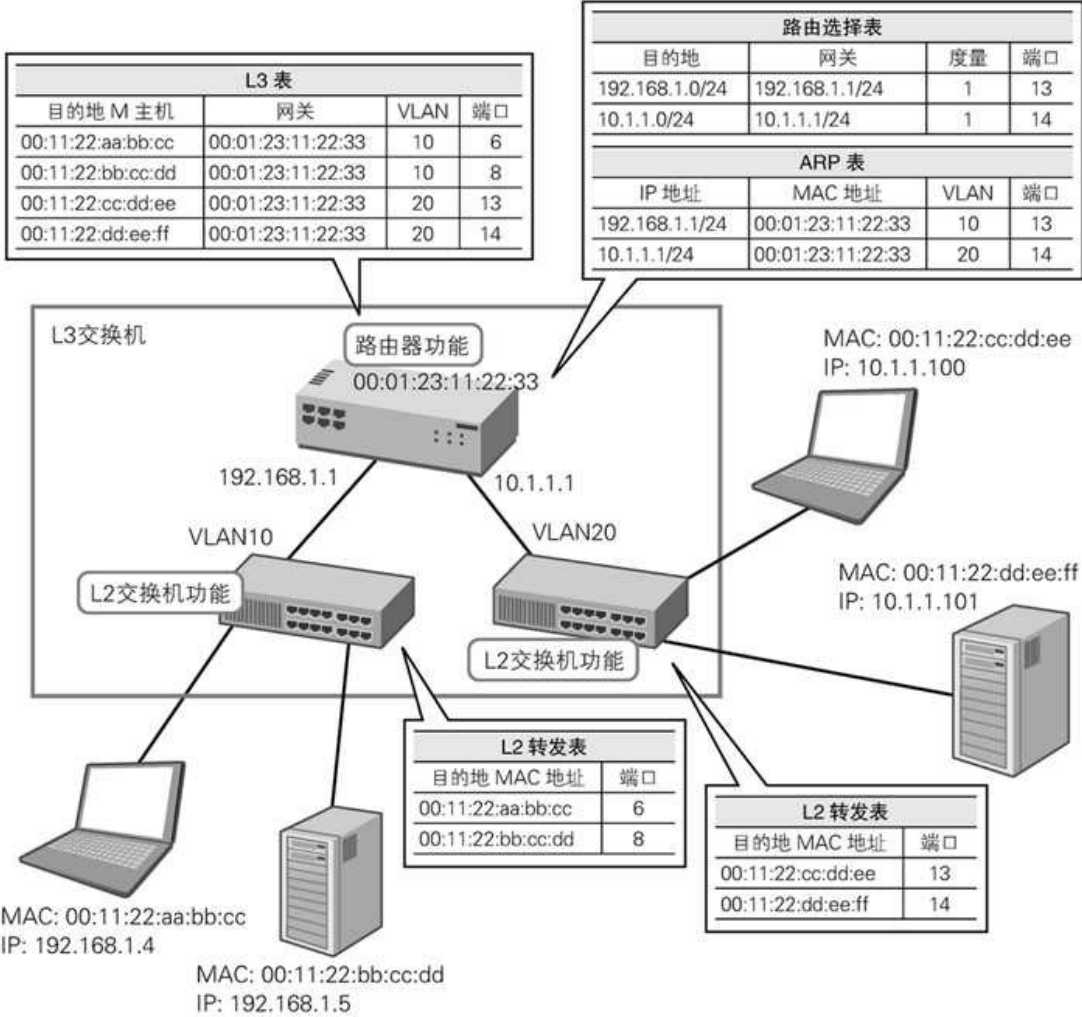 路由选择表
目的地 网关 度量 端口
192.168.1.0/24 192.168.1.1/24 1 13
10.1.1.0/24 10.1.1.1/24 1 14
ARP 表
IP 地址 MAC 地址 VLAN 端口
192.168.1.1/24 00:01:23:11:22:33 10 13
10.1.1.1/24 00:01:23:11:22:33 20 14
L3 表
目的地 M 主机 网关 VLAN 端口
00:11:22:aa:bb:cc 00:01:23:11:22:33 10 6
00:11:22:bb:cc:dd 00:01:23:11:22:33 10 8
00:11:22:cc:dd:ee 00:01:23:11:22:33 20 13
00:11:22:dd:ee:ff 00:01:23:11:22:33 20 14
L3交换机
路由器功能
00:01:23:11:22:33
192.168.1.1
10.1.1.1
VLAN10
VLAN20
L2交换机功能
L2交换机功能
MAC: 00:11:22:cc:dd:ee
IP: 10.1.1.100
MAC: 00:11:22:dd:ee:ff
IP: 10.1.1.101
L2 转发表
目的地 MAC 地址 端口
00:11:22:aa:bb:cc 6
00:11:22:bb:cc:dd 8
L2 转发表
目的地 MAC 地址 端口
00:11:22:cc:dd:ee 13
00:11:22:dd:ee:ff 14
MAC: 00:11:22:aa:bb:cc
IP: 192.168.1.4
MAC: 00:11:22:bb:cc:dd
IP: 192.168.1.5